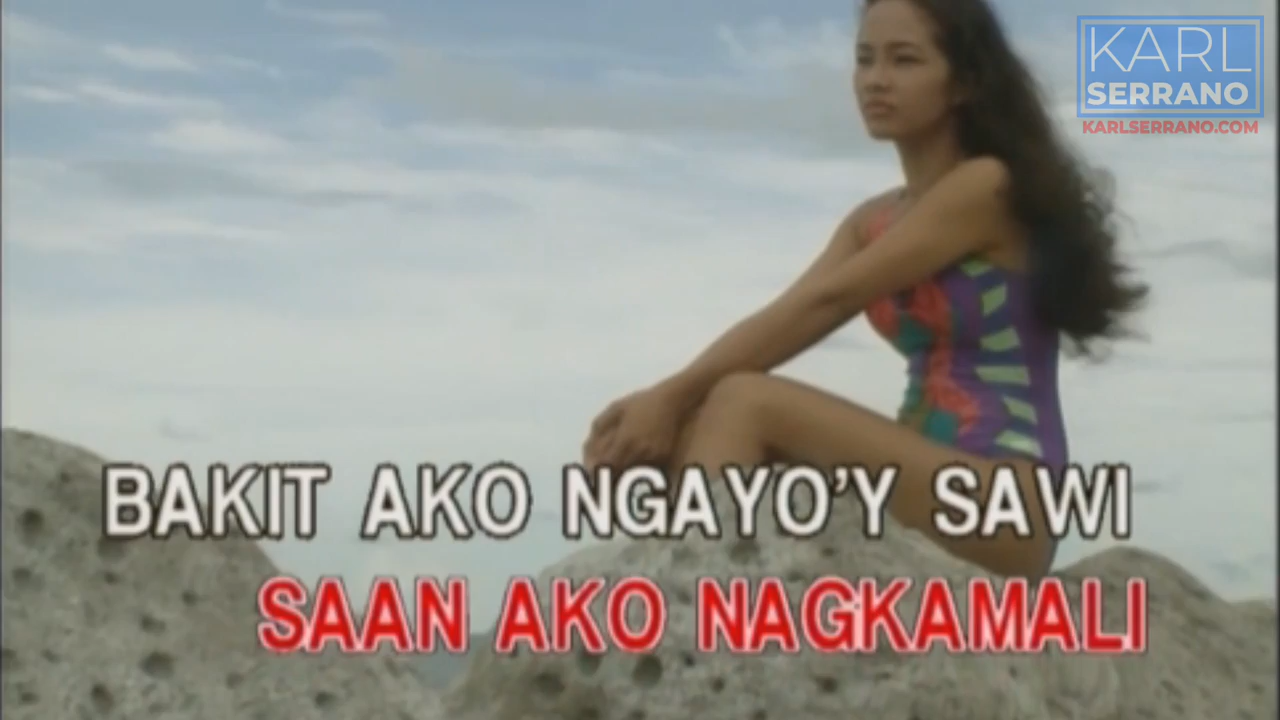 KARL
SERRANO
KARLSERRANO.COM
BAKIT AKO NGAYO'Y SAWI
SAAN AKO NAGKAMALI